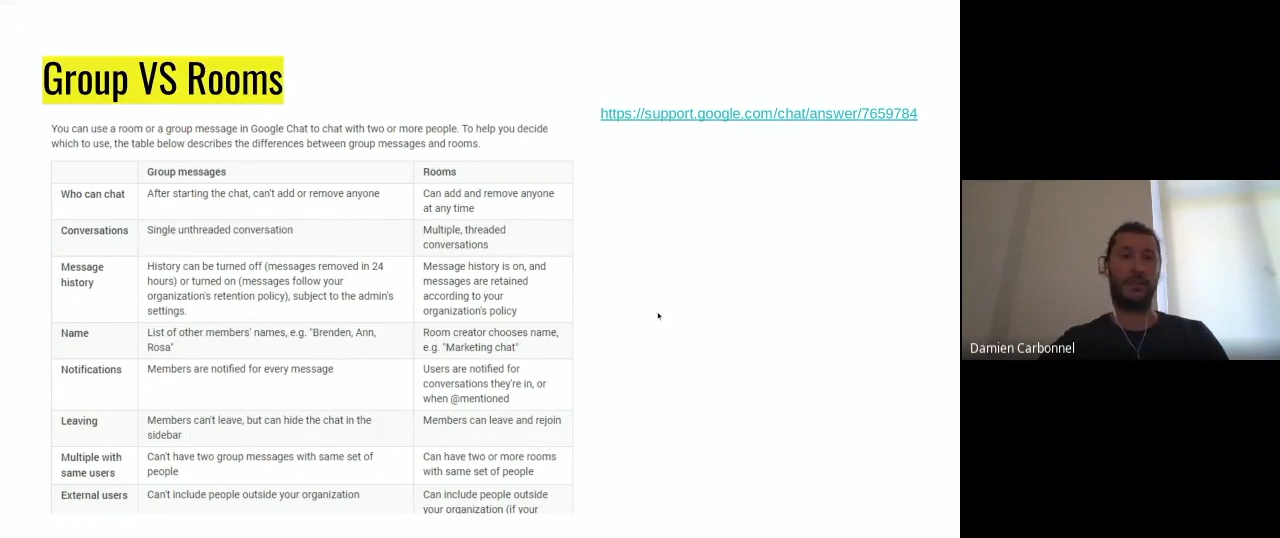 Group VS Rooms
https://support.google.com/chat/answer/7659784
You can use a room or a group message in Google Chat to chat with two or more people. To help you decide
which to use, the table below describes the differences between group messages and rooms.
Group messages
Rooms
Who can chat
After starting the chat, can't add or remove anyone
Can add and remove anyone
at any time
Conversations
Single unthreaded conversation
Multiple, threaded
conversations
Message
history
History can be turned off (messages removed in 24
hours) or turned on (messages follow your
organization's retention policy), subject to the admin's
settings.
Message history is on, and
messages are retained
according to your
organization's policy
Name
List of other members' names, e.g. "Brenden, Ann,
Rosa"
Room creator chooses name,
e.g. "Marketing chat"
Notifications
Members are notified for every message
Users are notified for
conversations they're in, or
when @mentioned
Leaving
Members can't leave, but can hide the chat in the
sidebar
Members can leave and rejoin
Multiple with
same users
Can't have two group messages with same set of
people
Can have two or more rooms
with same set of people
External users
Can't include people outside your organization
Can include people outside
your organization (if your
Damien Carbonnel